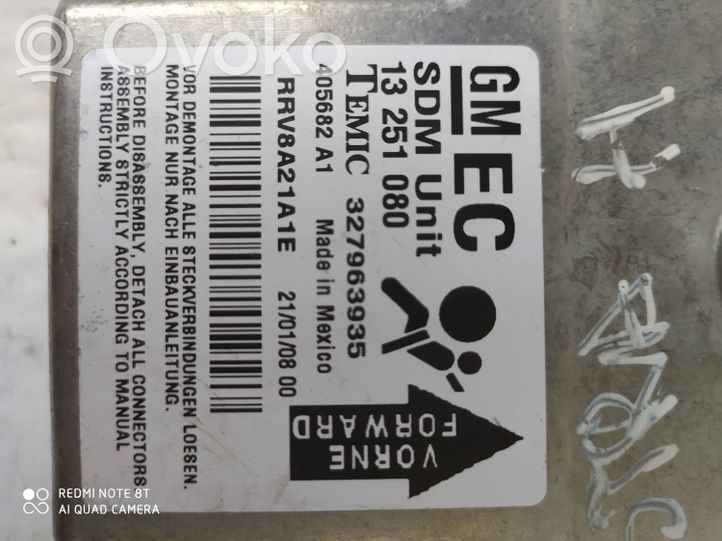 GM EC
SDM Unit
13 251 080
TEMIC 327963935
405682 A1 Made in Mexico
RRV8A21A1E 21/01/08 00
VOR DEMONTAGE ALLE STECKVERBINDUNGEN LOESEN.
MONTAGE NUR NACH EINBAUANLEITUNG.
BEFORE DISASSEMBLY, DETACH ALL CONNECTORS
ASSEMBLY STRICTLY ACCORDING TO MANUAL
INSTRUCTIONS.
VORNE
FORWARD
Ovoko
REDMI NOTE 8T
AI QUAD CAMERA